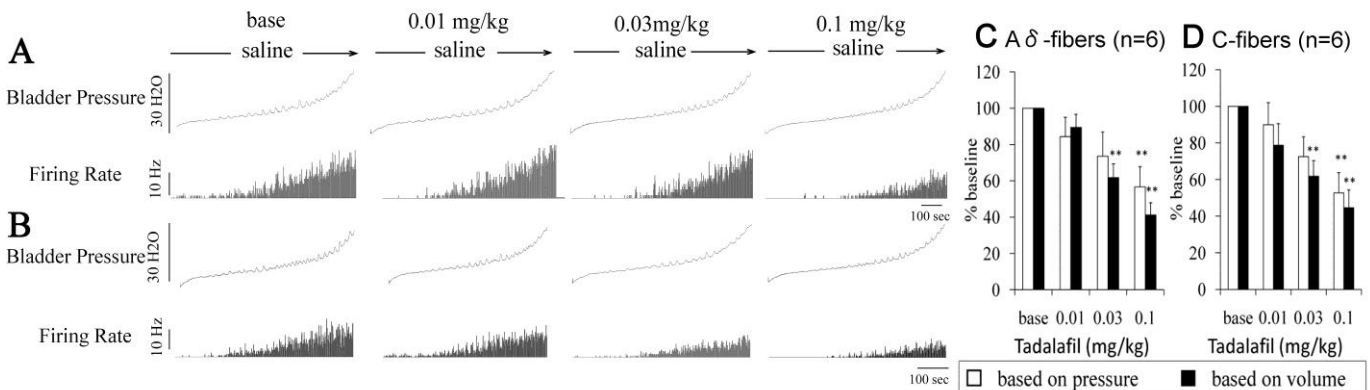 base
0.01 mg/kg
0.03mg/kg
0.1 mg/kg
A
saline
saline
saline
saline
Bladder Pressure
30 H2O
Firing Rate
10 Hz
100 sec
B
Bladder Pressure
30 H2O
Firing Rate
10 Hz
100 sec
C A δ -fibers (n=6)
120
100
80
60
40
20
0
% baseline
**
**
**
base 0.01 0.03 0.1
Tadalafil (mg/kg)
D C-fibers (n=6)
120
100
80
60
40
20
0
% baseline
**
**
**
base 0.01 0.03 0.1
Tadalafil (mg/kg)
based on pressure
based on volume